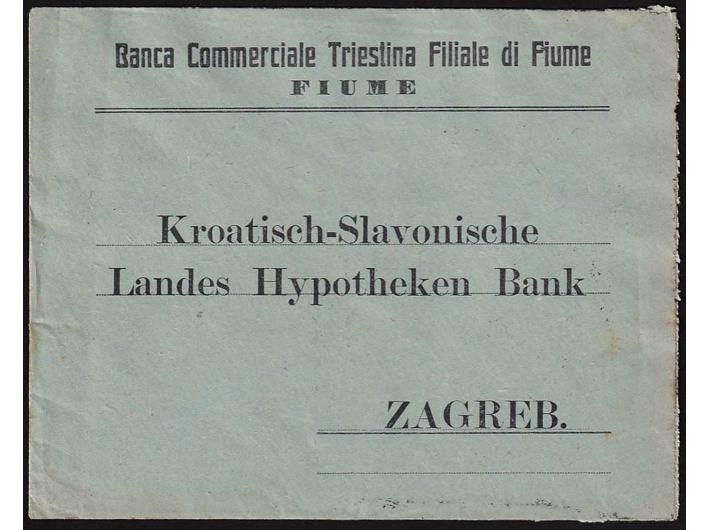 Banca Commerciale Triestina Filiale di Fiume
FIUME
Kroatisch-Slavonische
Landes Hypotheken Bank
ZAGREB.